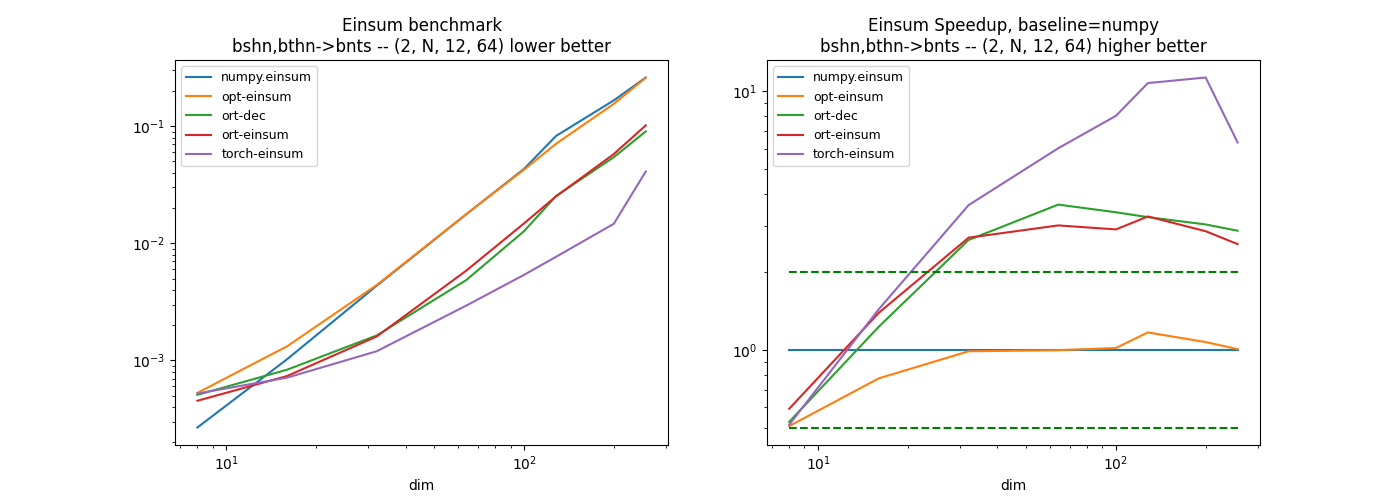 Einsum benchmark
bshn,bthn->bnts -- (2, N, 12, 64) lower better
numpy.einsum
opt-einsum
ort-dec
ort-einsum
torch-einsum
10⁻¹
10⁻²
10⁻³
10¹
10²
dim
Einsum Speedup, baseline=numpy
bshn,bthn->bnts -- (2, N, 12, 64) higher better
numpy.einsum
opt-einsum
ort-dec
ort-einsum
torch-einsum
10¹
10⁰
10¹
10²
dim